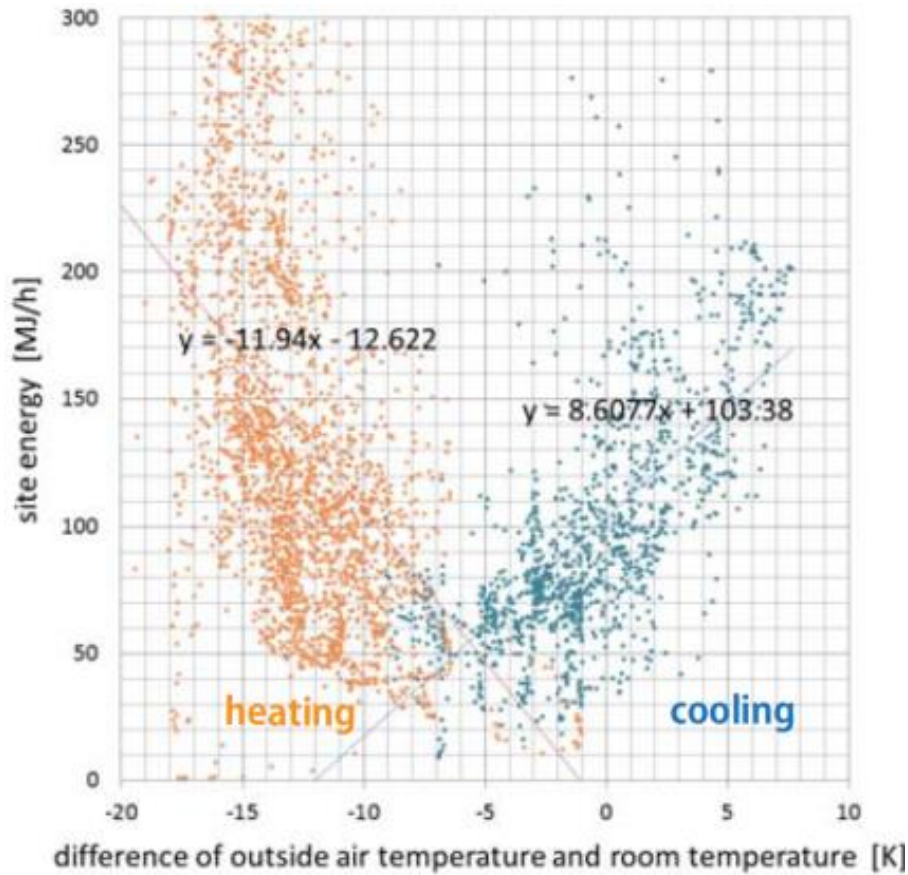 300
250
200
150
100
50
0
site energy [MJ/h]
y = -11.94x - 12.622
y = 8.6077x + 103.38
heating
cooling
-20 -15 -10 -5 0 5 10
difference of outside air temperature and room temperature [K]